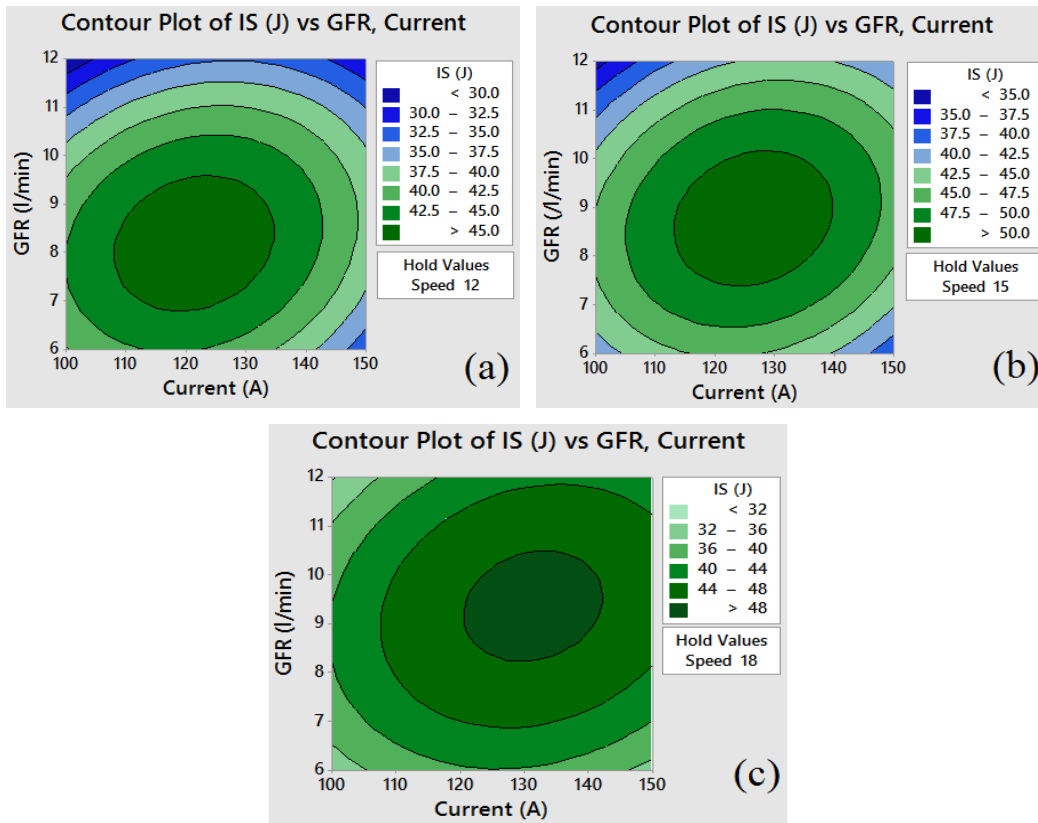 Contour Plot of IS (J) vs GFR, Current
12
11
10
9
8
7
6
GFR (l/min)
100 110 120 130 140 150
Current (A)
IS (J)
< 30.0
30.0 – 32.5
32.5 – 35.0
35.0 – 37.5
37.5 – 40.0
40.0 – 42.5
42.5 – 45.0
> 45.0
Hold Values
Speed 12
(a)
Contour Plot of IS (J) vs GFR, Current
12
11
10
9
8
7
6
GFR (/l/min)
100 110 120 130 140 150
Current (A)
IS (J)
< 35.0
35.0 – 37.5
37.5 – 40.0
40.0 – 42.5
42.5 – 45.0
45.0 – 47.5
47.5 – 50.0
> 50.0
Hold Values
Speed 15
(b)
Contour Plot of IS (J) vs GFR, Current
12
11
10
9
8
7
6
GFR (l/min)
100 110 120 130 140 150
Current (A)
IS (J)
< 32
32 – 36
36 – 40
40 – 44
44 – 48
> 48
Hold Values
Speed 18
(c)